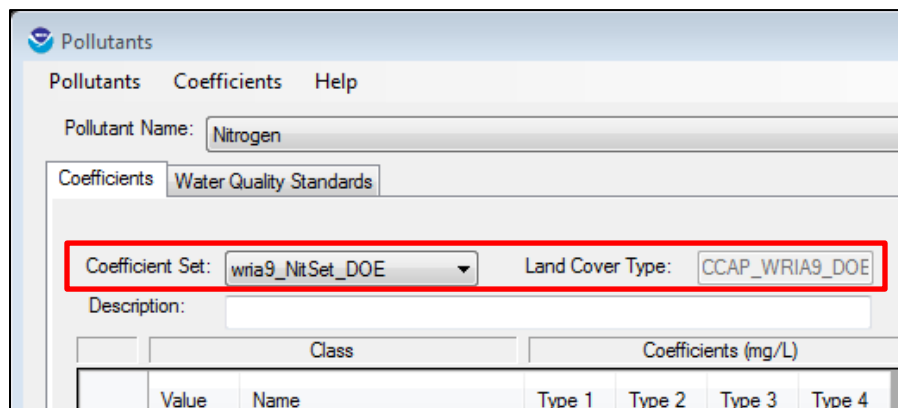 Pollutants
Pollutants Coefficients Help
Pollutant Name: Nitrogen
Coefficients Water Quality Standards
Coefficient Set: wria9_NitSet_DOE Land Cover Type: CCAP_WRIA9_DOE
Description:
Class Coefficients (mg/L)
Value Name Type 1 Type 2 Type 3 Type 4